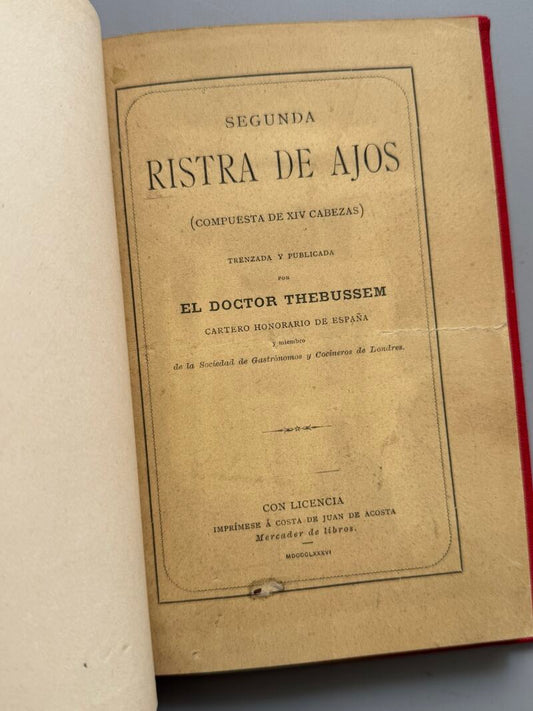 SEGUNDA
RISTRA DE AJOS
(COMPUESTA DE XIV CABEZAS)
TRENZADA Y PUBLICADA
POR
EL DOCTOR THEBUSSEM
CARTERO HONORARIO DE ESPAÑA
y miembro
de la Sociedad de Gastrónomos y Cocineros de Londres.
CON LICENCIA
IMPRÍMESE Á COSTA DE JUAN DE ACOSTA
Mercader de libros.
MDCCCLXXXVI